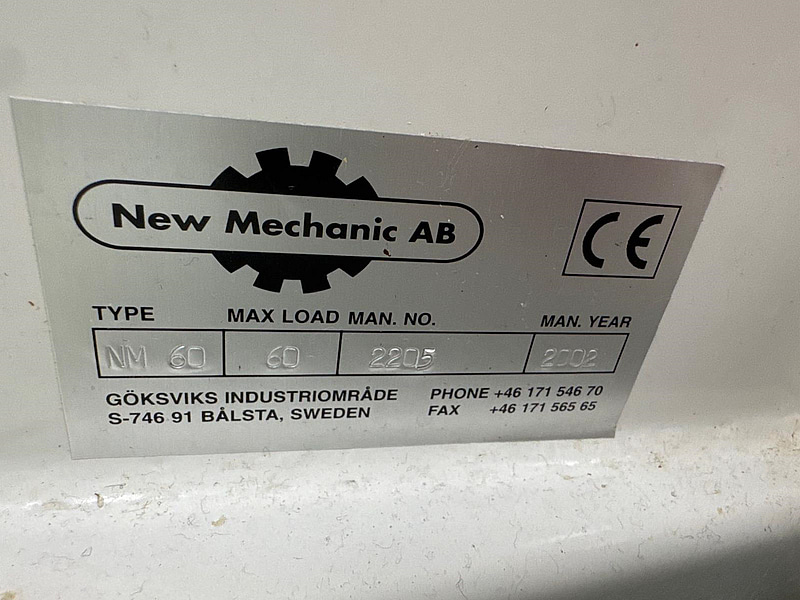 New Mechanic AB
CE
TYPE MAX LOAD MAN. NO. MAN. YEAR
NM 60 60 2205 2002
GÖKSVIKS INDUSTRIOMRÅDE PHONE +46 171 546 70
S-746 91 BÅLSTA, SWEDEN FAX +46 171 565 65